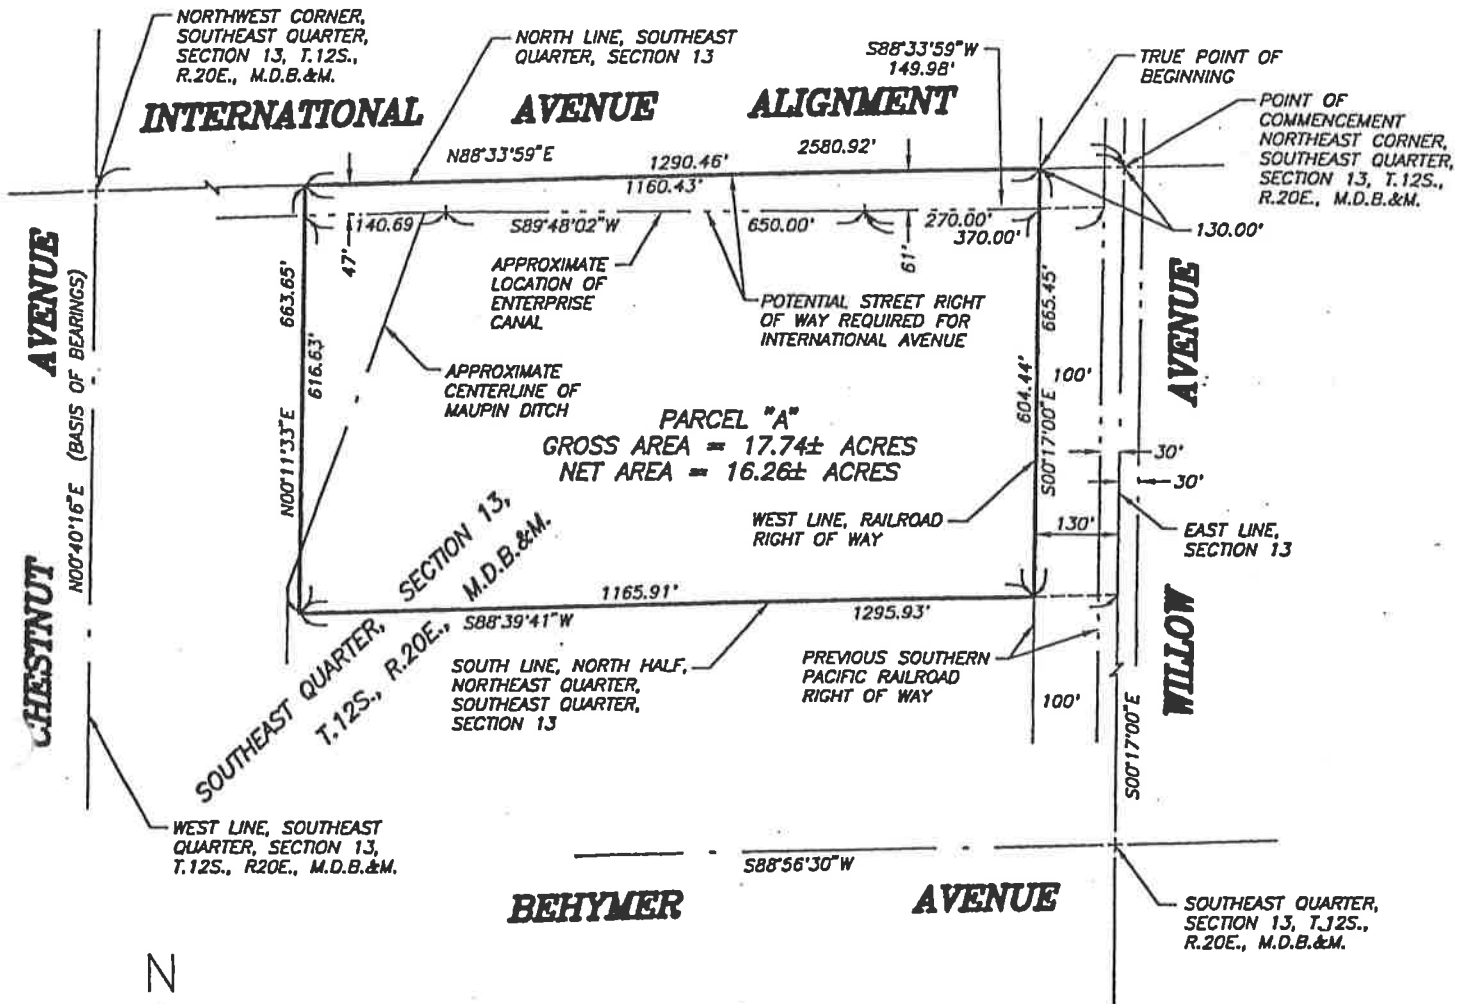 NORTHWEST CORNER,
SOUTHEAST QUARTER,
SECTION 13, T.12S.,
R.20E., M.D.B.&M.
NORTH LINE, SOUTHEAST
QUARTER, SECTION 13
S88°33'59"W
149.98'
TRUE POINT OF
BEGINNING
POINT OF
COMMENCEMENT
NORTHEAST CORNER,
SOUTHEAST QUARTER,
SECTION 13, T.12S.,
R.20E., M.D.B.&M.
INTERNATIONAL AVENUE ALIGNMENT
N88°33'59"E
1290.46'
2580.92'
1160.43'
130.00'
140.69
S89°48'02"W
650.00'
270.00'
370.00'
47'
61'
APPROXIMATE
LOCATION OF
ENTERPRISE
CANAL
POTENTIAL STREET RIGHT
OF WAY REQUIRED FOR
INTERNATIONAL AVENUE
663.65'
616.63'
N00°11'33"E
665.45'
604.44'
S00°17'00"E
100'
APPROXIMATE
CENTERLINE OF
MAUPIN DITCH
PARCEL "A"
GROSS AREA = 17.74± ACRES
NET AREA = 16.26± ACRES
30'
30'
WEST LINE, RAILROAD
RIGHT OF WAY
130'
EAST LINE,
SECTION 13
CHESTNUT AVENUE
N00°40'16"E (BASIS OF BEARINGS)
WILLOW AVENUE
SOUTHEAST QUARTER, SECTION 13,
T.12S., R.20E., M.D.B.&M.
1165.91'
S88°39'41"W
1295.93'
SOUTH LINE, NORTH HALF,
NORTHEAST QUARTER,
SOUTHEAST QUARTER,
SECTION 13
PREVIOUS SOUTHERN
PACIFIC RAILROAD
RIGHT OF WAY
100'
S00°17'00"E
WEST LINE, SOUTHEAST
QUARTER, SECTION 13,
T.12S., R20E., M.D.B.&M.
S88°56'30"W
BEHYMER AVENUE
SOUTHEAST QUARTER,
SECTION 13, T.12S.,
R.20E., M.D.B.&M.
N